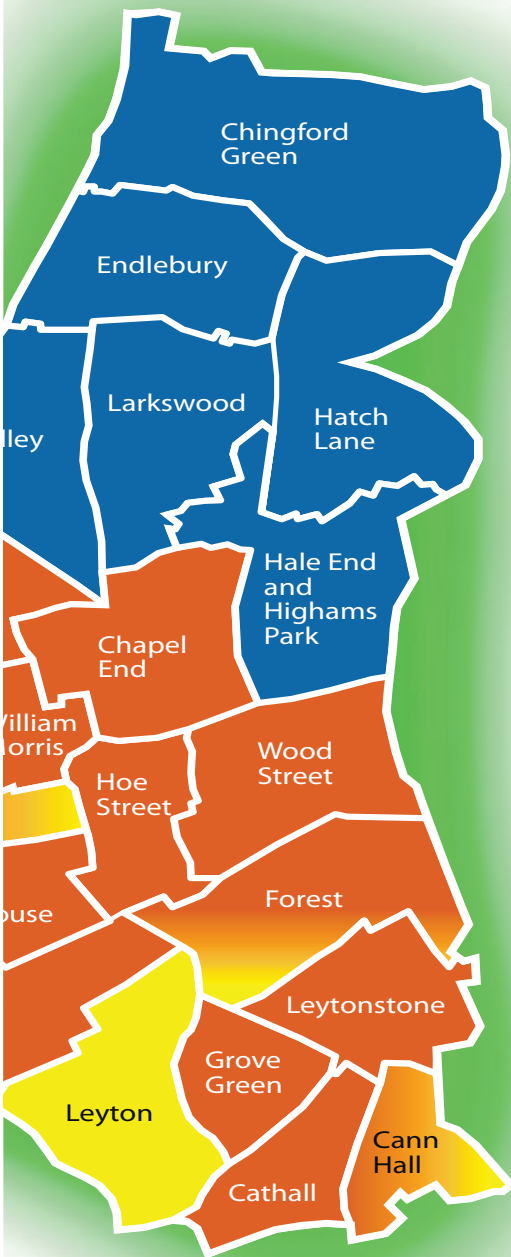 Chingford
Green
Endlebury
Larkswood
Hatch
Lane
lley
Hale End
and
Highams
Park
Chapel
End
illiam
orris
Wood
Street
Hoe
Street
Forest
ouse
Leytonstone
Grove
Green
Leyton
Cann
Hall
Cathall